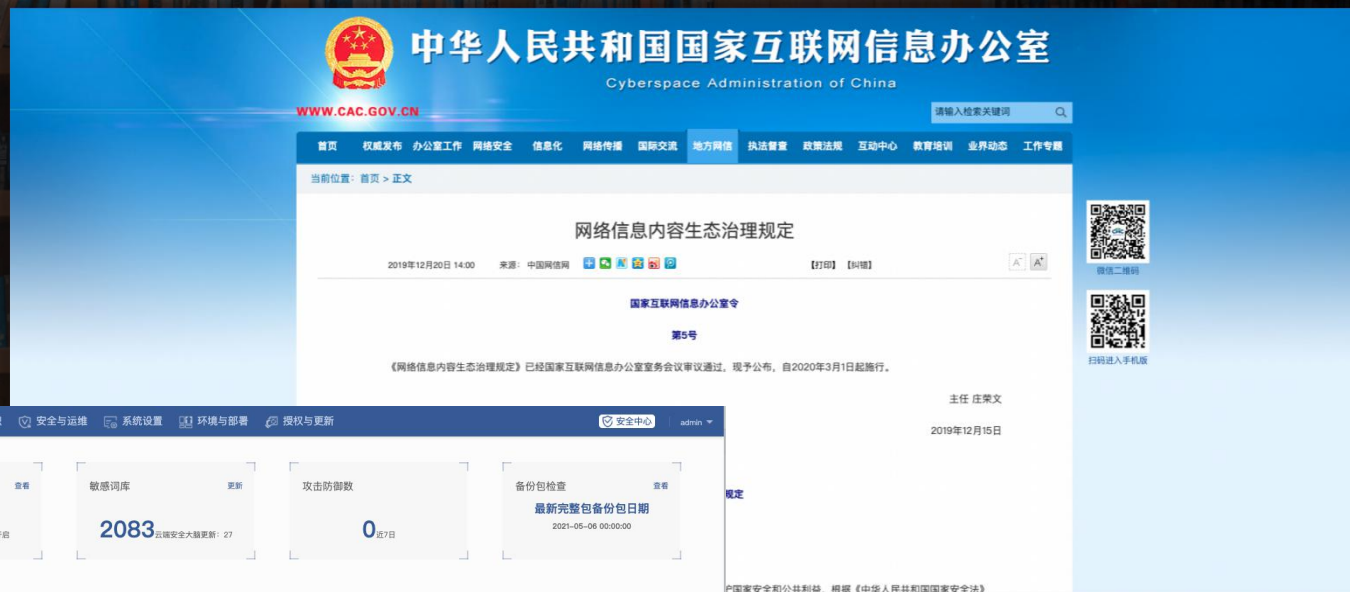 中华人民共和国国家互联网信息办公室
Cyberspace Administration of China
WWW.CAC.GOV.CN
请输入检索关键词
首页 权威发布 办公室工作 网络安全 信息化 网络传播 国际交流 地方网信 执法督查 政策法规 互动中心 教育培训 业界动态 工作专题
当前位置：首页 > 正文
网络信息内容生态治理规定
2019年12月20日 14:00 来源：中国网信网 【打印】【纠错】 A- A+
微信二维码
国家互联网信息办公室令
第5号
扫码进入手机版
《网络信息内容生态治理规定》已经国家互联网信息办公室室务会议审议通过，现予公布，自2020年3月1日起施行。
主任 庄荣文
2019年12月15日
安全与运维 系统设置 环境与部署 授权与更新 安全中心 admin
查看 敏感词库 更新 攻击防御数 备份包检查 查看
规定
最新完整包备份包日期
2083 云端安全大脑更新：27 0 近7日 2021-05-06 00:00:00
国家安全和公共利益，根据《中华人民共和国国家安全法》